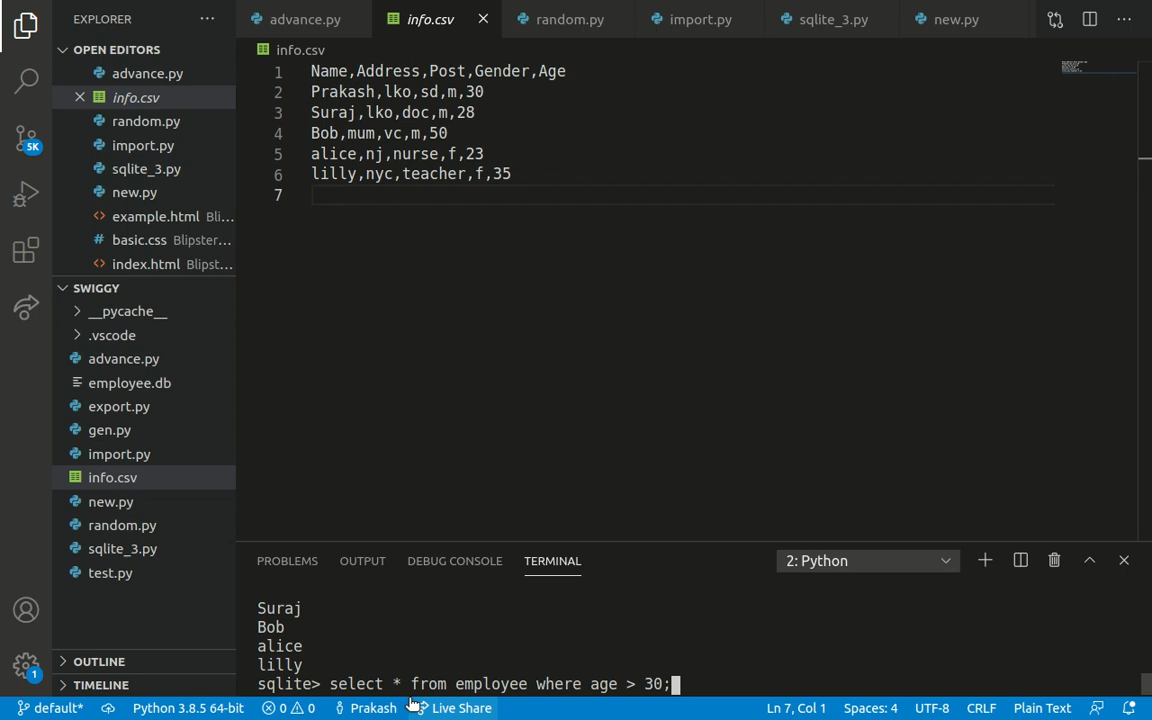 EXPLORER
advance.py
info.csv
random.py
import.py
sqlite_3.py
new.py
OPEN EDITORS
advance.py
info.csv
random.py
import.py
sqlite_3.py
new.py
example.html Bli...
basic.css Blipster...
index.html Blipst...
SWIGGY
__pycache__
.vscode
advance.py
employee.db
export.py
gen.py
import.py
info.csv
new.py
random.py
sqlite_3.py
test.py
OUTLINE
TIMELINE
5K
1
info.csv
1 Name,Address,Post,Gender,Age
2 Prakash,lko,sd,m,30
3 Suraj,lko,doc,m,28
4 Bob,mum,vc,m,50
5 alice,nj,nurse,f,23
6 lilly,nyc,teacher,f,35
7
PROBLEMS OUTPUT DEBUG CONSOLE TERMINAL 2: Python
Suraj
Bob
alice
lilly
sqlite> select * from employee where age > 30;
default* Python 3.8.5 64-bit 0 0 Prakash Live Share Ln 7, Col 1 Spaces: 4 UTF-8 CRLF Plain Text